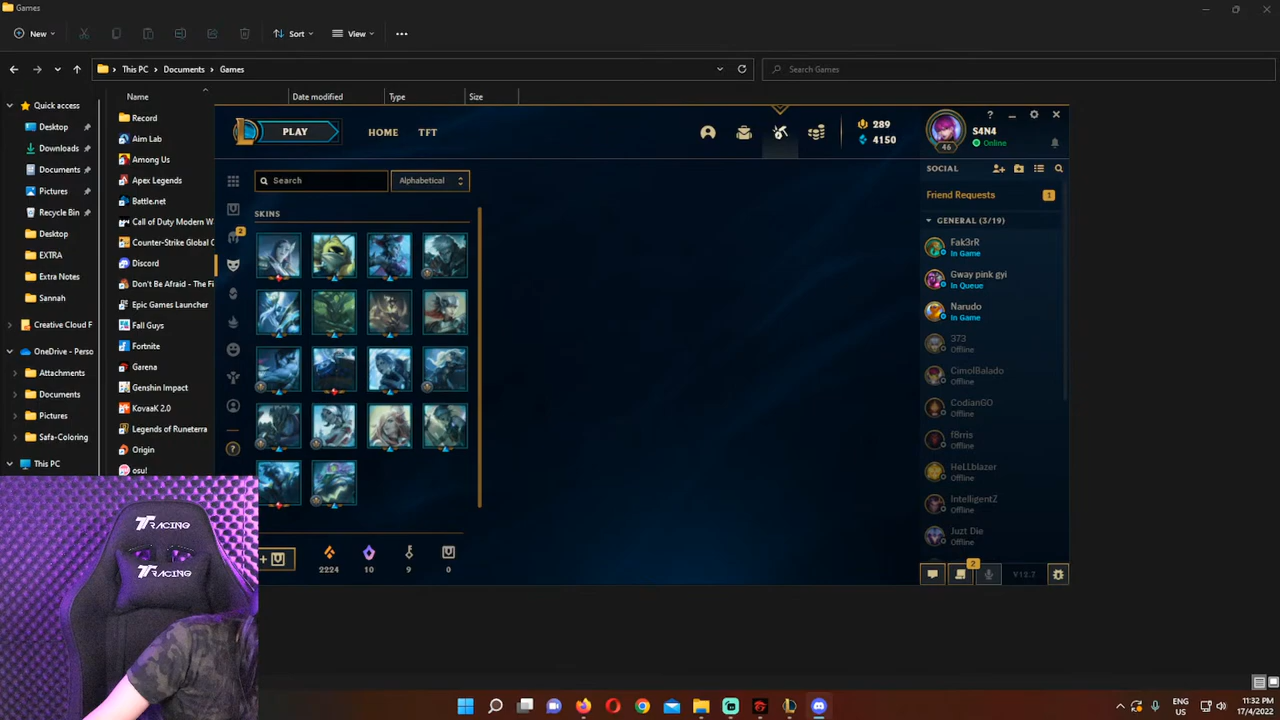 Games
New
Sort
View
This PC > Documents > Games
Search Games
Name
Date modified
Type
Size
Quick access
Desktop
Downloads
Documents
Pictures
Recycle Bin
Desktop
EXTRA
Extra Notes
Sannah
Creative Cloud F
OneDrive - Perso
Attachments
Documents
Pictures
Safa-Coloring
This PC
Record
Aim Lab
Among Us
Apex Legends
Battle.net
Call of Duty Modern W
Counter-Strike Global C
Discord
Don't Be Afraid - The Fi
Epic Games Launcher
Fall Guys
Fortnite
Garena
Genshin Impact
KovaaK 2.0
Legends of Runeterra
Origin
osu!
PLAY
HOME
TFT
289
4150
46
S4N4
Online
Search
Alphabetical
2
SKINS
2224
10
9
0
SOCIAL
Friend Requests
1
GENERAL (3/19)
Fak3rR
In Game
Gway pink gyi
In Queue
Narudo
In Game
373
Offline
CimolBalado
Offline
CodianGO
Offline
fBrris
Offline
HeLLblazer
Offline
IntelligentZ
Offline
Juzt Die
Offline
2
V12.7
TTRACING
TTRACING
ENG
US
11:32 PM
17/4/2022